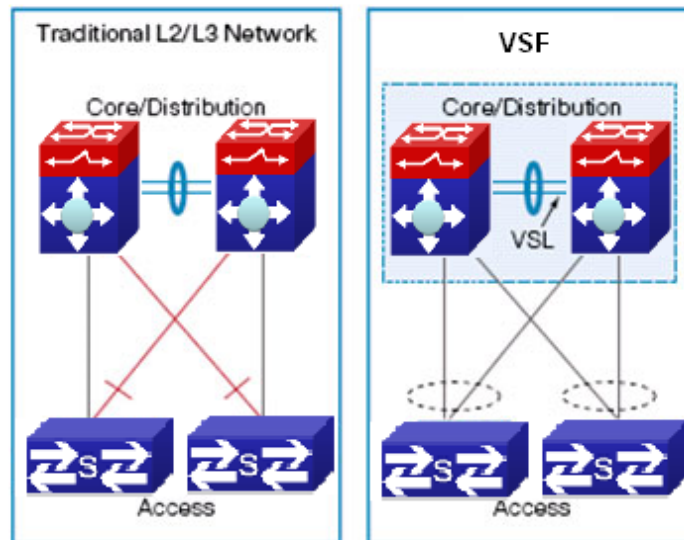 Traditional L2/L3 Network
Core/Distribution
S
S
Access
VSF
Core/Distribution
VSL
S
S
Access